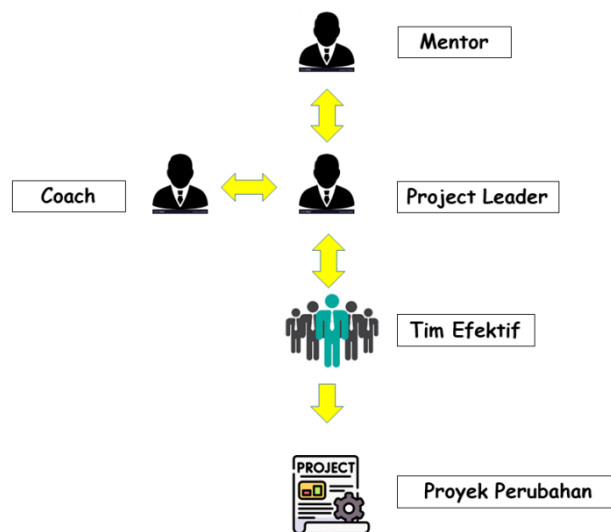 Mentor
Coach
Project Leader
Tim Efektif
PROJECT
Proyek Perubahan